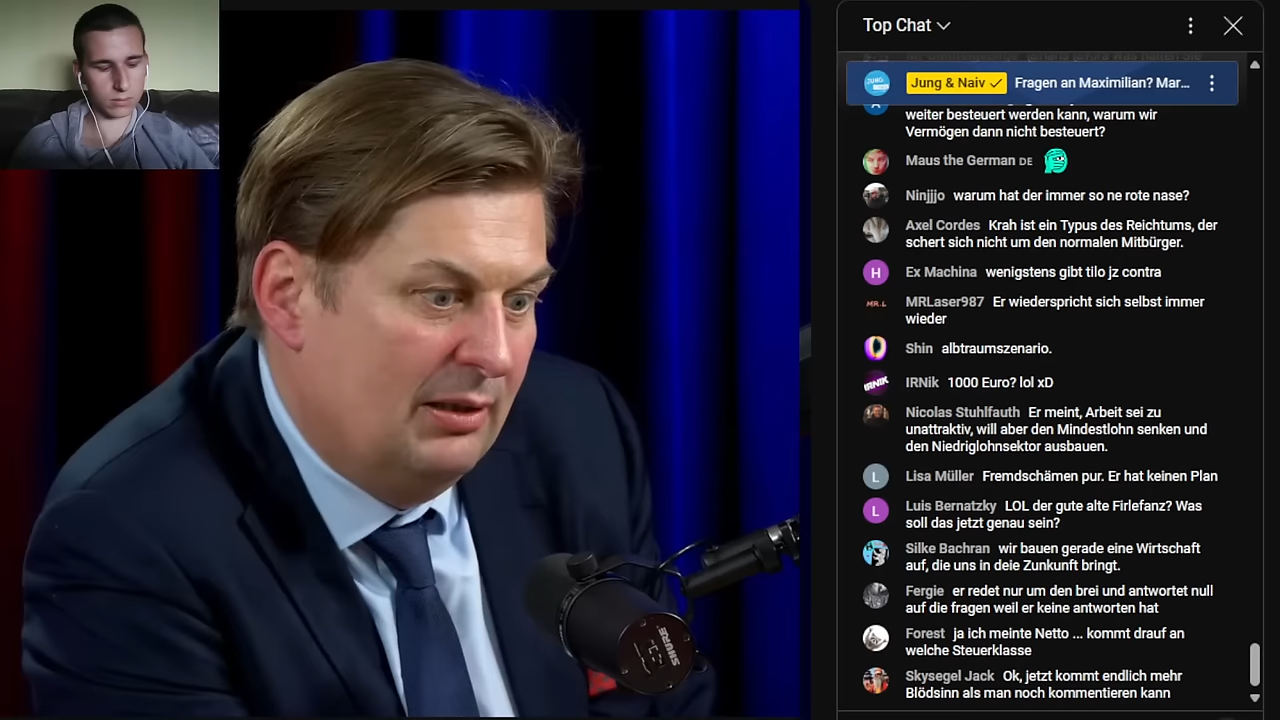 Top Chat
Jung & Naiv Fragen an Maximilian? Mar...
weiter besteuert werden kann, warum wir
Vermögen dann nicht besteuert?
Maus the German DE
Ninjjjo warum hat der immer so ne rote nase?
Axel Cordes Krah ist ein Typus des Reichtums, der
schert sich nicht um den normalen Mitbürger.
H
Ex Machina wenigstens gibt tilo jz contra
MR.L
MRLaser987 Er wiederspricht sich selbst immer
wieder
Shin albtraumszenario.
IRNIK
IRNik 1000 Euro? lol xD
Nicolas Stuhlfauth Er meint, Arbeit sei zu
unattraktiv, will aber den Mindestlohn senken und
den Niedriglohnsektor ausbauen.
L
Lisa Müller Fremdschämen pur. Er hat keinen Plan
L
Luis Bernatzky LOL der gute alte Firlefanz? Was
soll das jetzt genau sein?
Silke Bachran wir bauen gerade eine Wirtschaft
auf, die uns in deie Zunkunft bringt.
Fergie er redet nur um den brei und antwortet null
auf die fragen weil er keine antworten hat
Forest ja ich meinte Netto ... kommt drauf an
welche Steuerklasse
Skysegel Jack Ok, jetzt kommt endlich mehr
Blödsinn als man noch kommentieren kann
SHURE